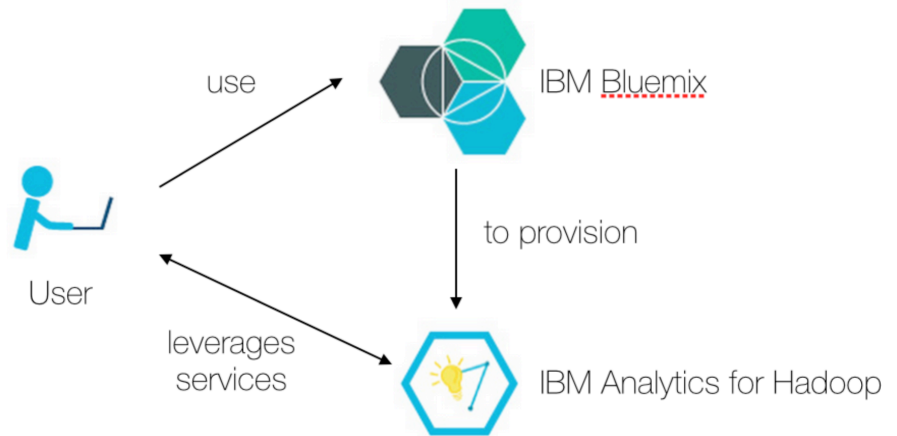 use
IBM Bluemix
to provision
User
leverages
services
IBM Analytics for Hadoop